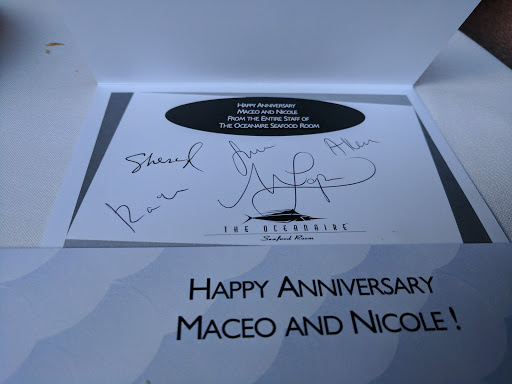 HAPPY ANNIVERSARY
MACEO AND NICOLE
FROM THE ENTIRE STAFF OF
THE OCEANAIRE SEAFOOD ROOM
Sheryl
Allen
THE OCEANAIRE
Seafood Room
HAPPY ANNIVERSARY
MACEO AND NICOLE!